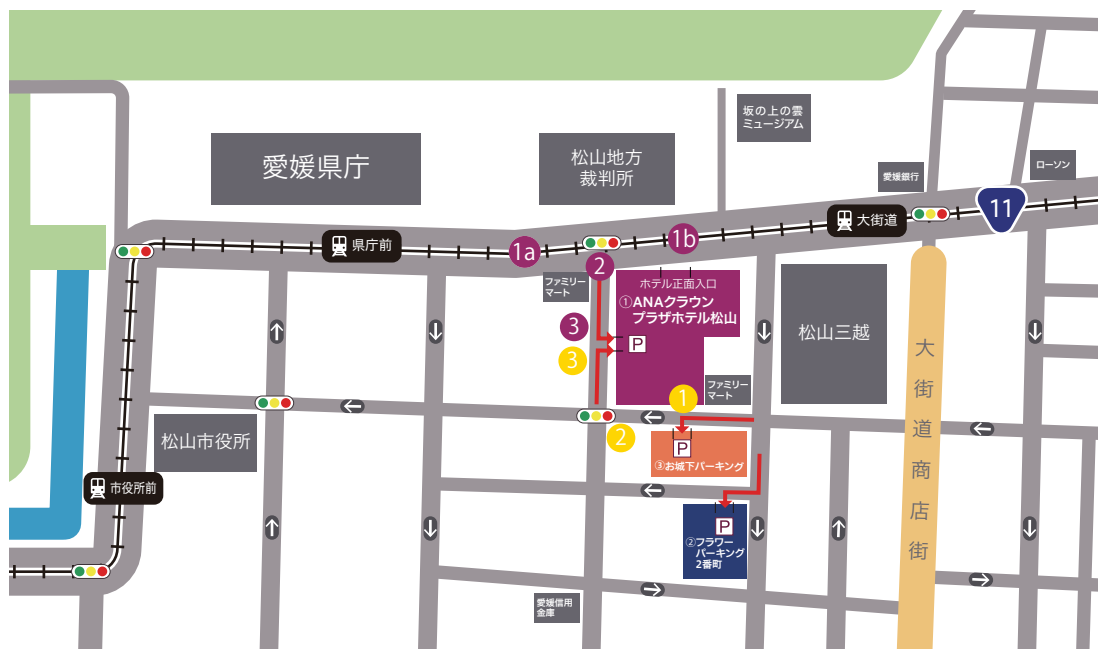 坂の上の雲
ミュージアム
愛媛県庁
松山地方
裁判所
愛媛銀行
ローソン
11
大街道
県庁前
1a
1b
2
ファミリー
マート
ホテル正面入口
①ANAクラウン
プラザホテル松山
P
3
3
松山三越
大街道商店街
ファミリー
マート
1
2
松山市役所
P
③お城下パーキング
市役所前
P
②フラワー
パーキング
2番町
愛媛信用
金庫